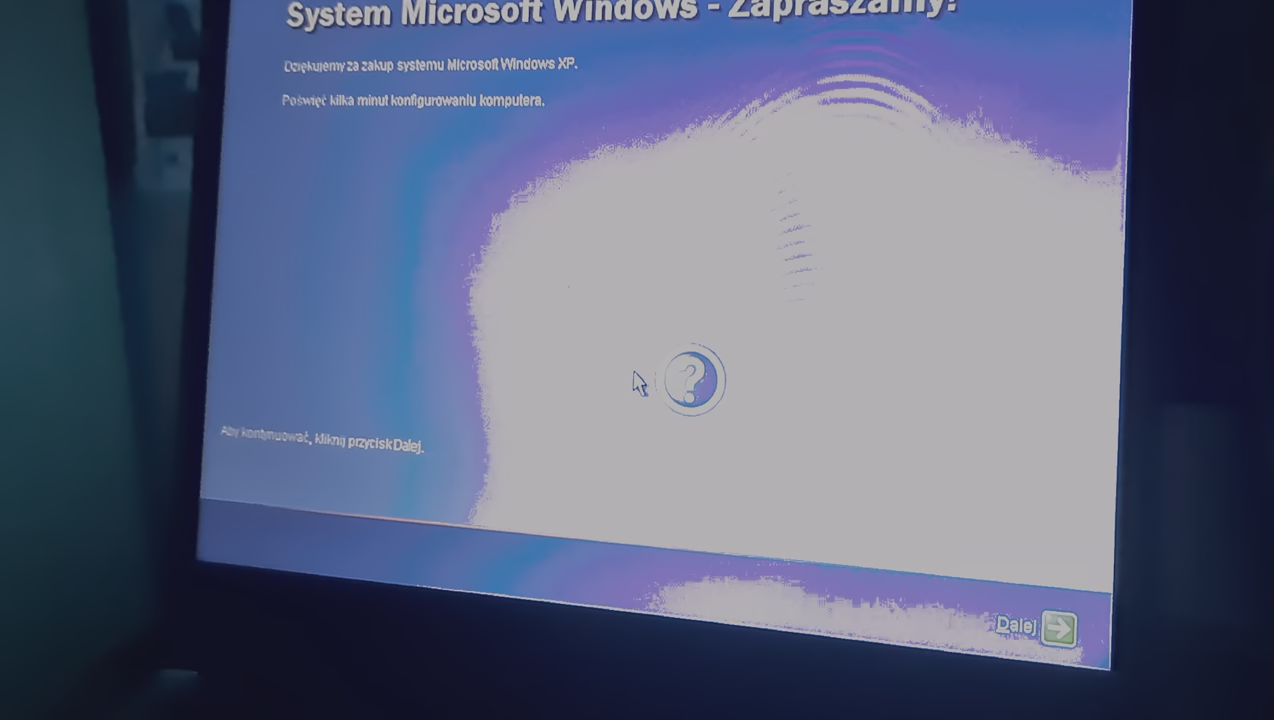 System Microsoft Windows - Zapraszamy!
Dziękujemy za zakup systemu Microsoft Windows XP.
Poświęć kilka minut konfigurowaniu komputera.
?
Aby kontynuować, kliknij przycisk Dalej.
Dalej